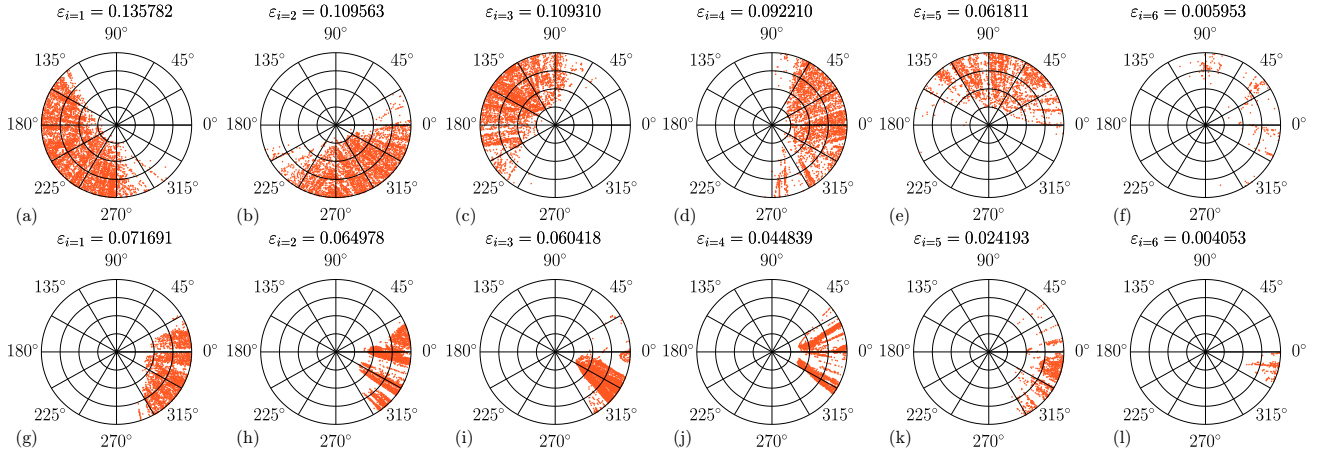 ε_{i=1} = 0.135782 ε_{i=2} = 0.109563 ε_{i=3} = 0.109310 ε_{i=4} = 0.092210 ε_{i=5} = 0.061811 ε_{i=6} = 0.005953
90° 90° 90° 90° 90° 90°
135° 45° 135° 45° 135° 45° 135° 45° 135° 45° 135° 45°
180° 0° 180° 0° 180° 0° 180° 0° 180° 0° 180° 0°
225° 315° 225° 315° 225° 315° 225° 315° 225° 315° 225° 315°
(a) 270° (b) 270° (c) 270° (d) 270° (e) 270° (f) 270°
ε_{i=1} = 0.071691 ε_{i=2} = 0.064978 ε_{i=3} = 0.060418 ε_{i=4} = 0.044839 ε_{i=5} = 0.024193 ε_{i=6} = 0.004053
90° 90° 90° 90° 90° 90°
135° 45° 135° 45° 135° 45° 135° 45° 135° 45° 135° 45°
180° 0° 180° 0° 180° 0° 180° 0° 180° 0° 180° 0°
225° 315° 225° 315° 225° 315° 225° 315° 225° 315° 225° 315°
(g) 270° (h) 270° (i) 270° (j) 270° (k) 270° (l) 270°